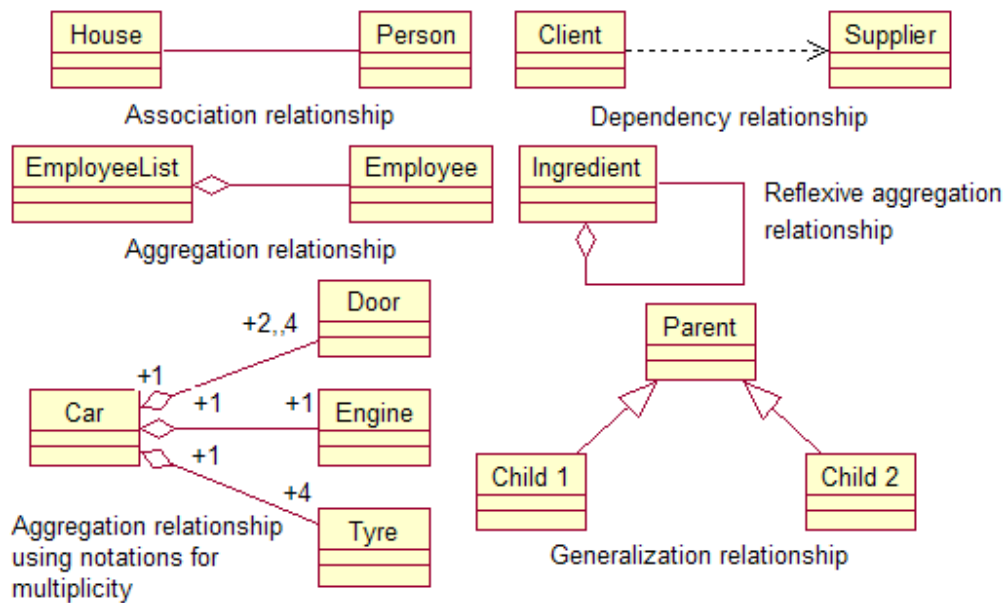 House
Person
Client
Supplier
Association relationship
Dependency relationship
EmployeeList
Employee
Ingredient
Reflexive aggregation
relationship
Aggregation relationship
Door
+2,,4
Parent
+1
Car
+1
+1
Engine
+1
+4
Child 1
Child 2
Tyre
Aggregation relationship
using notations for
multiplicity
Generalization relationship